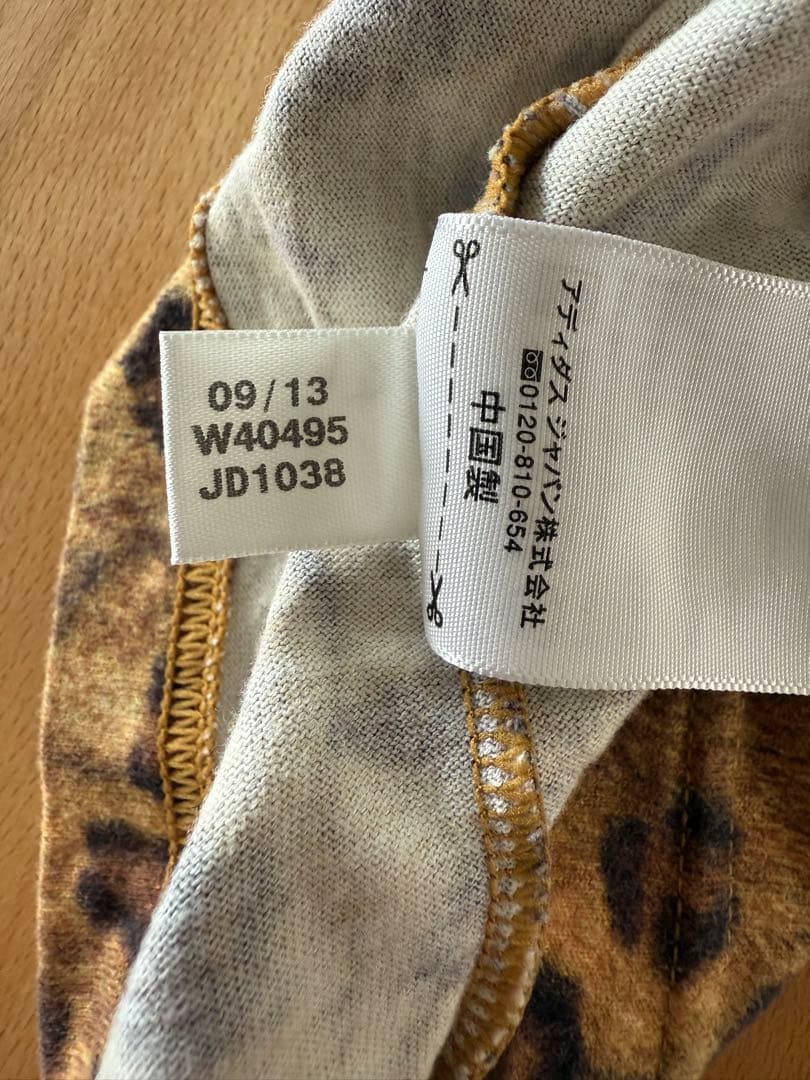 09/13
W40495
JD1038
アディダス ジャパン株式会社
0120-810-654
中国製